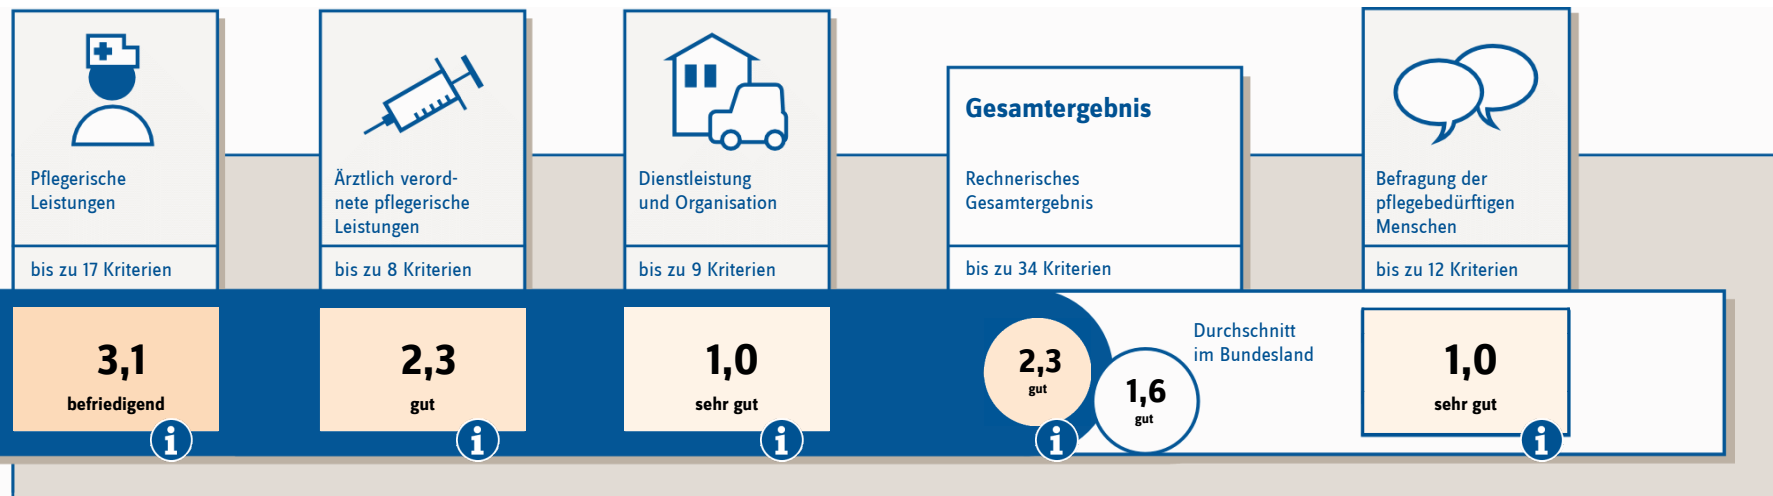 Pflegerische
Leistungen
bis zu 17 Kriterien
3,1
befriedigend
i
Ärztlich verord-
nete pflegerische
Leistungen
bis zu 8 Kriterien
2,3
gut
i
Dienstleistung
und Organisation
bis zu 9 Kriterien
1,0
sehr gut
i
Gesamtergebnis
Rechnerisches
Gesamtergebnis
bis zu 34 Kriterien
2,3
gut
i
1,6
gut
Durchschnitt
im Bundesland
Befragung der
pflegebedürftigen
Menschen
bis zu 12 Kriterien
1,0
sehr gut
i